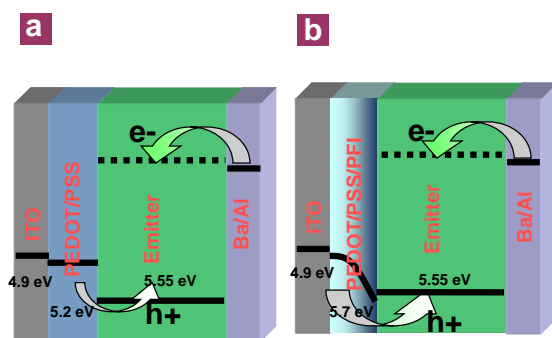 a
e-
ITO
PEDOT/PSS
Emitter
Ba/Al
4.9 eV
5.55 eV
5.2 eV
h+
b
e-
ITO
PEDOT/PSS/PFI
Emitter
Ba/Al
4.9 eV
5.55 eV
5.7 eV
h+